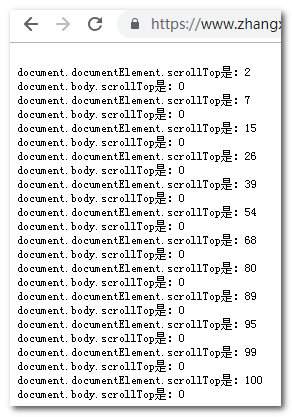 https://www.zhangx
document.documentElement.scrollTop是: 2
document.body.scrollTop是: 0
document.documentElement.scrollTop是: 7
document.body.scrollTop是: 0
document.documentElement.scrollTop是: 15
document.body.scrollTop是: 0
document.documentElement.scrollTop是: 26
document.body.scrollTop是: 0
document.documentElement.scrollTop是: 39
document.body.scrollTop是: 0
document.documentElement.scrollTop是: 54
document.body.scrollTop是: 0
document.documentElement.scrollTop是: 68
document.body.scrollTop是: 0
document.documentElement.scrollTop是: 80
document.body.scrollTop是: 0
document.documentElement.scrollTop是: 89
document.body.scrollTop是: 0
document.documentElement.scrollTop是: 95
document.body.scrollTop是: 0
document.documentElement.scrollTop是: 99
document.body.scrollTop是: 0
document.documentElement.scrollTop是: 100
document.body.scrollTop是: 0